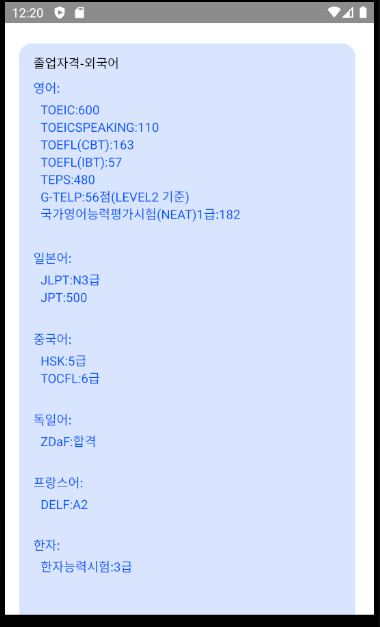 12:20
졸업자격-외국어
영어:
TOEIC:600
TOEICSPEAKING:110
TOEFL(CBT):163
TOEFL(IBT):57
TEPS:480
G-TELP:56점(LEVEL2 기준)
국가영어능력평가시험(NEAT)1급:182
일본어:
JLPT:N3급
JPT:500
중국어:
HSK:5급
TOCFL:6급
독일어:
ZDaF:합격
프랑스어:
DELF:A2
한자:
한자능력시험:3급